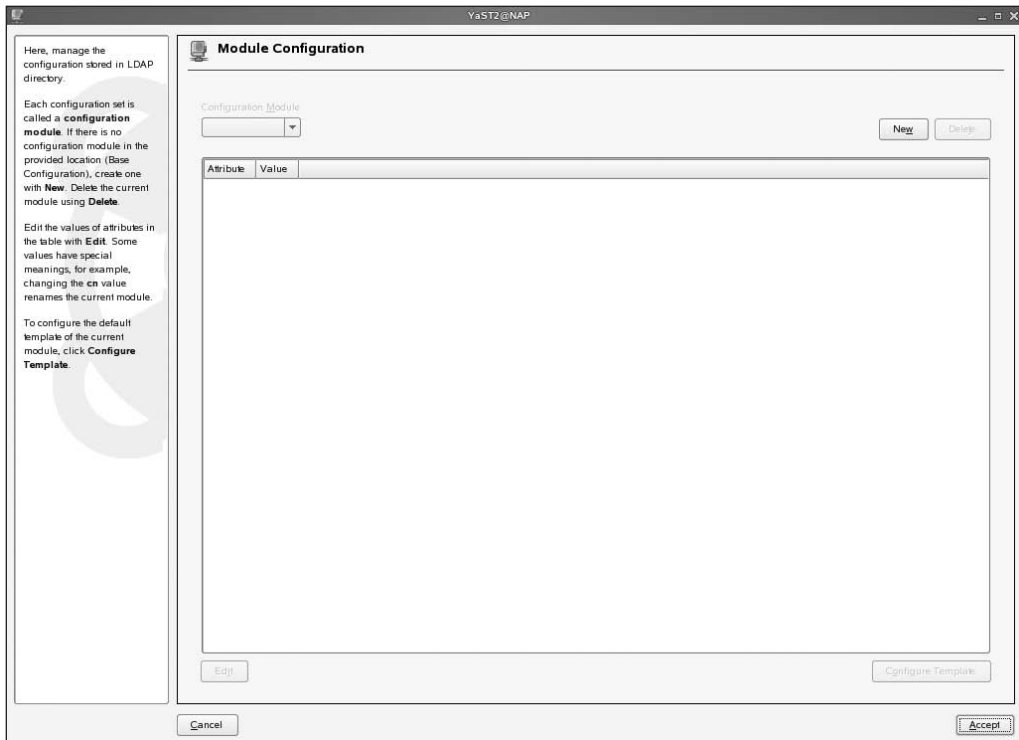 YaST2@NAP
Here, manage the
configuration stored in LDAP
directory.
Each configuration set is
called a configuration
module. If there is no
configuration module in the
provided location (Base
Configuration), create one
with New. Delete the current
module using Delete.
Edit the values of attributes in
the table with Edit. Some
values have special
meanings, for example,
changing the cn value
renames the current module.
To configure the default
template of the current
module, click Configure
Template.
Module Configuration
Configuration Module
New
Delete
Attribute Value
Edit
Configure Template
Cancel
Accept